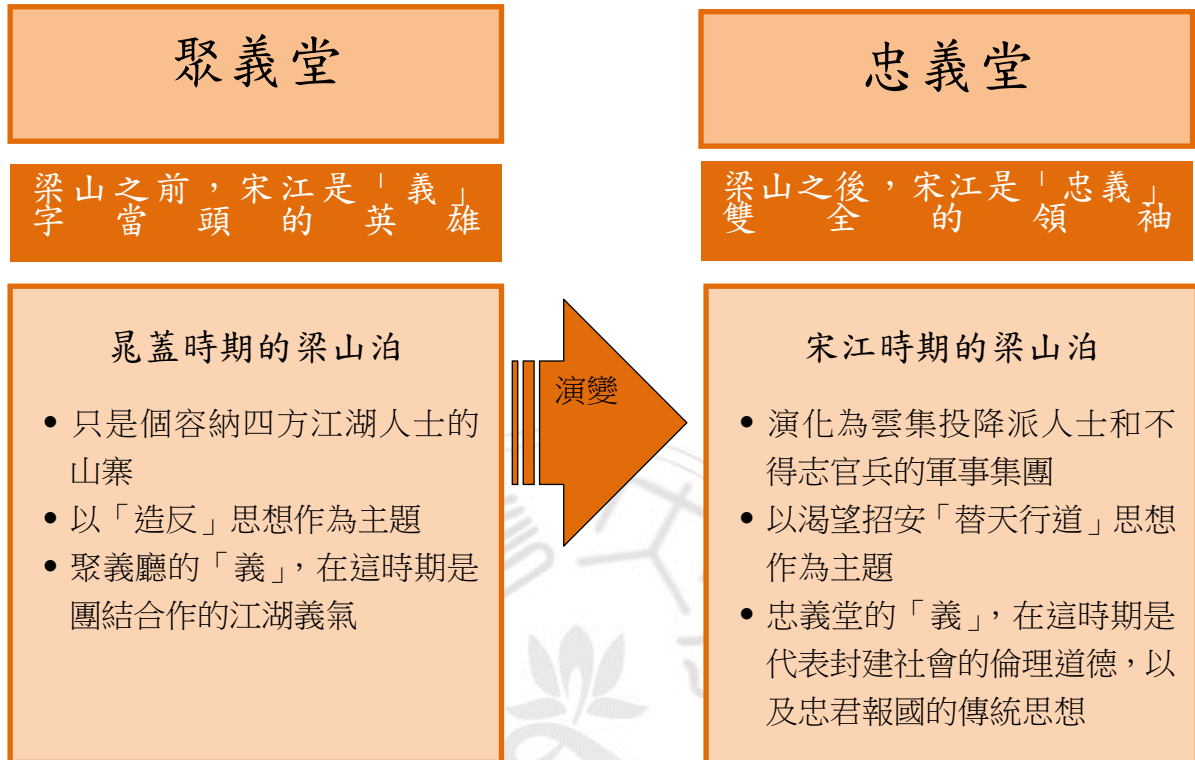 聚義堂
梁山之前，宋江是「義」
字當頭的英雄
晁蓋時期的梁山泊
• 只是個容納四方江湖人士的
山寨
• 以「造反」思想作為主題
• 聚義廳的「義」，在這時期是
團結合作的江湖義氣
演變
忠義堂
梁山之後，宋江是「忠義」
雙全的領袖
宋江時期的梁山泊
• 演化為雲集投降派人士和不
得志官兵的軍事集團
• 以渴望招安「替天行道」思想
作為主題
• 忠義堂的「義」，在這時期是
代表封建社會的倫理道德，以
及忠君報國的傳統思想